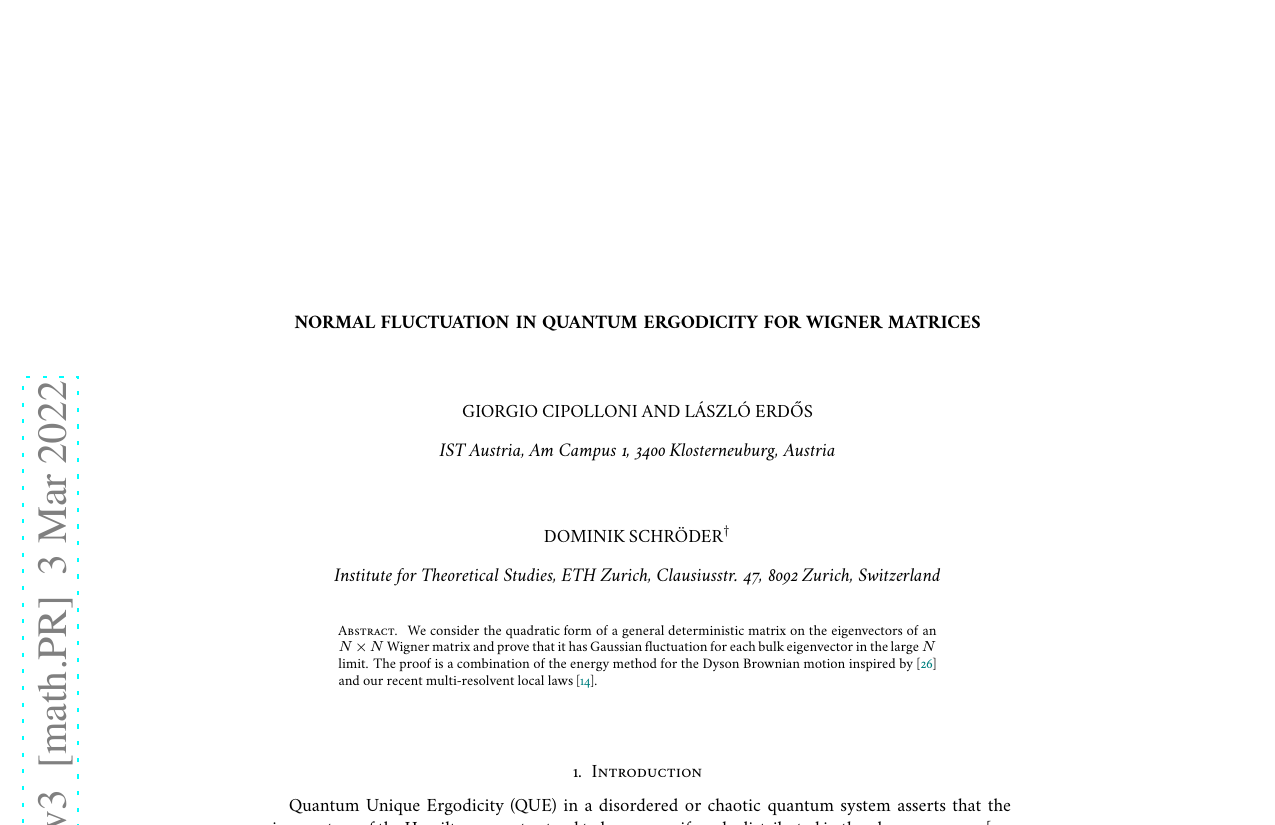 NORMAL FLUCTUATION IN QUANTUM ERGODICITY FOR WIGNER MATRICES
GIORGIO CIPOLLONI AND LÁSZLÓ ERDŐS
IST Austria, Am Campus 1, 3400 Klosterneuburg, Austria
DOMINIK SCHRÖDER†
Institute for Theoretical Studies, ETH Zurich, Clausiusstr. 47, 8092 Zurich, Switzerland
ABSTRACT. We consider the quadratic form of a general deterministic matrix on the eigenvectors of an
N × N Wigner matrix and prove that it has Gaussian fluctuation for each bulk eigenvector in the large N
limit. The proof is a combination of the energy method for the Dyson Brownian motion inspired by [26]
and our recent multi-resolvent local laws [14].
1. INTRODUCTION
Quantum Unique Ergodicity (QUE) in a disordered or chaotic quantum system asserts that the
v3 [math.PR] 3 Mar 2022